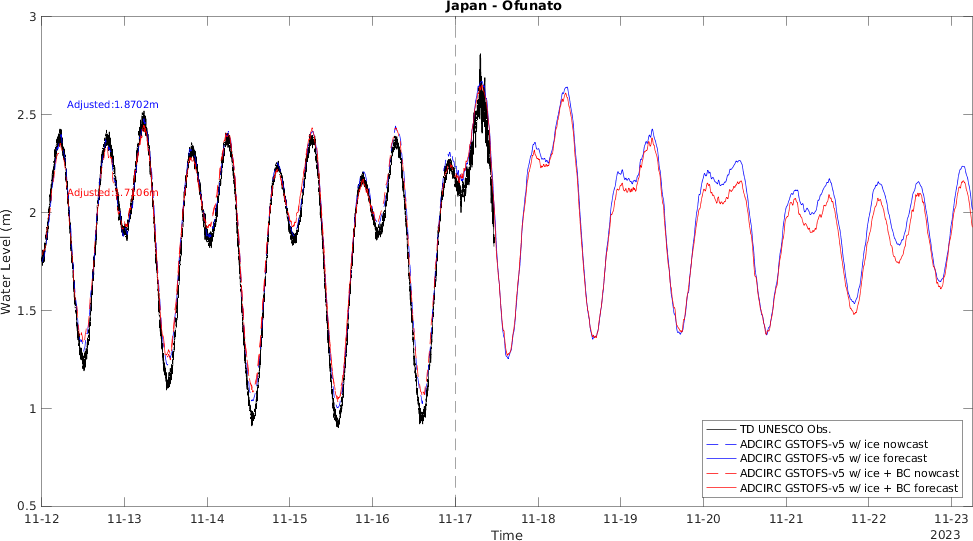 Japan - Ofunato
3
2.5
2
1.5
1
0.5
Water Level (m)
Adjusted:1.8702m
Adjusted:1.7106m
TD UNESCO Obs.
ADCIRC GSTOFS-v5 w/ ice nowcast
ADCIRC GSTOFS-v5 w/ ice forecast
ADCIRC GSTOFS-v5 w/ ice + BC nowcast
ADCIRC GSTOFS-v5 w/ ice + BC forecast
11-12 11-13 11-14 11-15 11-16 11-17 11-18 11-19 11-20 11-21 11-22 11-23
Time
2023